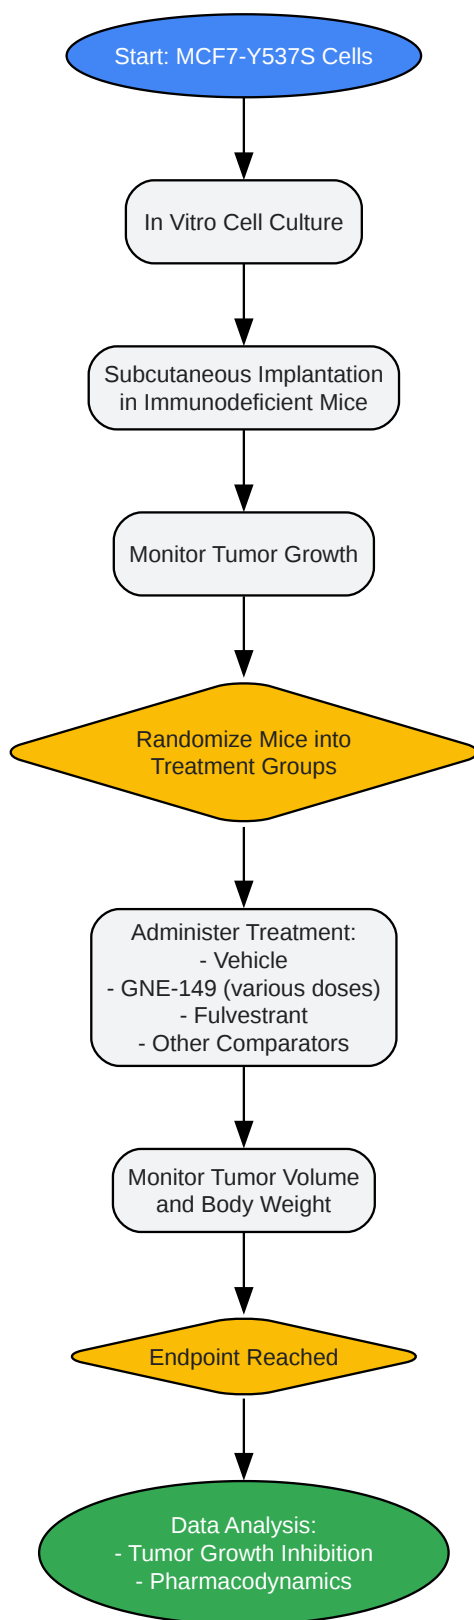 Start: MCF7-Y537S Cells
In Vitro Cell Culture
Subcutaneous Implantation
in Immunodeficient Mice
Monitor Tumor Growth
Randomize Mice into
Treatment Groups
Administer Treatment:
- Vehicle
- GNE-149 (various doses)
- Fulvestrant
- Other Comparators
Monitor Tumor Volume
and Body Weight
Endpoint Reached
Data Analysis:
- Tumor Growth Inhibition
- Pharmacodynamics